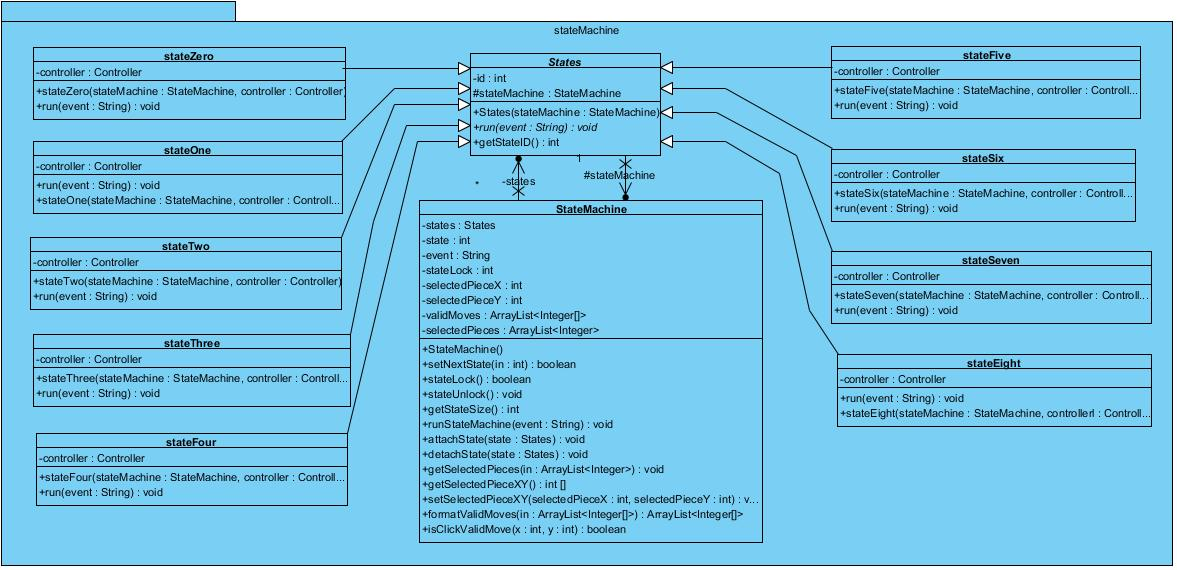 stateMachine
stateZero
-controller : Controller
+stateZero(stateMachine : StateMachine, controller : Controller)
+run(event : String) : void
stateOne
-controller : Controller
+run(event : String) : void
+stateOne(stateMachine : StateMachine, controller : Controll...
stateTwo
-controller : Controller
+stateTwo(stateMachine : StateMachine, controller : Controller)
+run(event : String) : void
stateThree
-controller : Controller
+stateThree(stateMachine : StateMachine, controller : Controll...
+run(event : String) : void
stateFour
-controller : Controller
+stateFour(stateMachine : StateMachine, controller : Controll...
+run(event : String) : void
States
-id : int
#stateMachine : StateMachine
+States(stateMachine : StateMachine)
+run(event : String) : void
+getStateID() : int
1
* -states
#stateMachine
StateMachine
-states : States
-state : int
-event : String
-stateLock : int
-selectedPieceX : int
-selectedPieceY : int
-validMoves : ArrayList<Integer[]>
-selectedPieces : ArrayList<Integer>
+StateMachine()
+setNextState(in : int) : boolean
+stateLock() : boolean
+stateUnlock() : void
+getStateSize() : int
+runStateMachine(event : String) : void
+attachState(state : States) : void
+detachState(state : States) : void
+getSelectedPieces(in : ArrayList<Integer>) : void
+getSelectedPieceXY() : int []
+setSelectedPieceXY(selectedPieceX : int, selectedPieceY : int) : v...
+formatValidMoves(in : ArrayList<Integer[]>) : ArrayList<Integer[]>
+isClickValidMove(x : int, y : int) : boolean
stateFive
-controller : Controller
+stateFive(stateMachine : StateMachine, controller : Controll...
+run(event : String) : void
stateSix
-controller : Controller
+stateSix(stateMachine : StateMachine, controller : Controll...
+run(event : String) : void
stateSeven
-controller : Controller
+stateSeven(stateMachine : StateMachine, controller : Controll...
+run(event : String) : void
stateEight
-controller : Controller
+run(event : String) : void
+stateEight(stateMachine : StateMachine, controllerl : Controll...